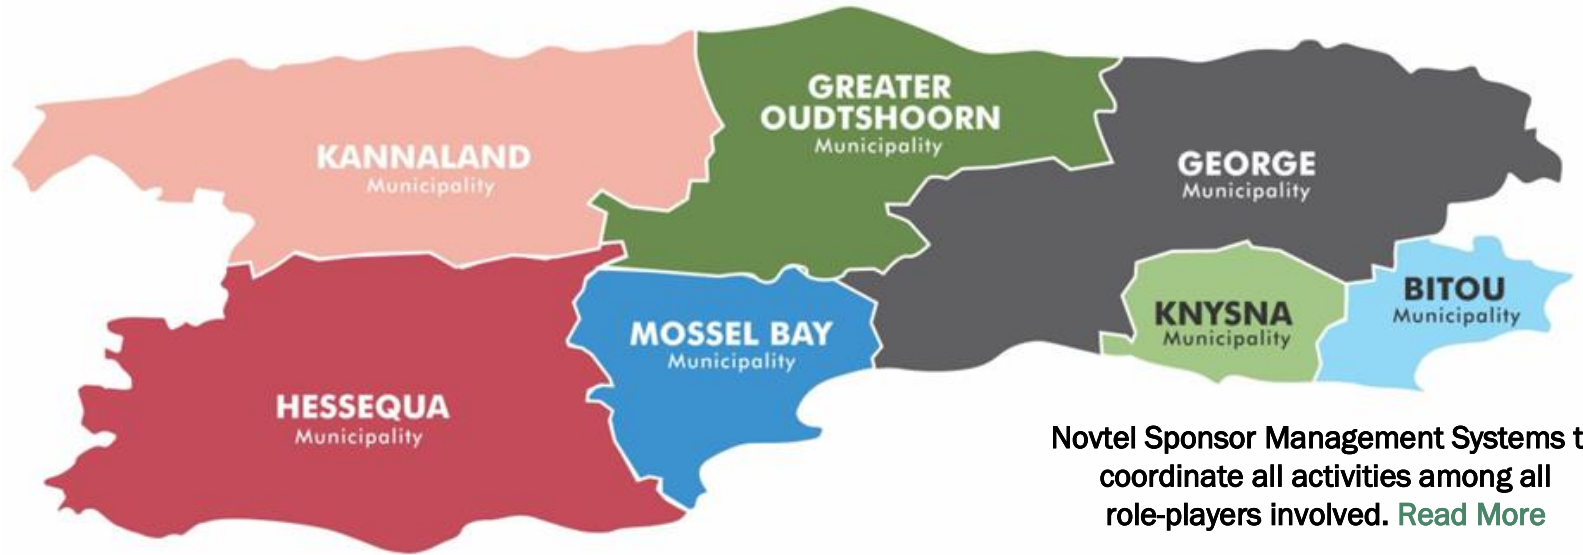 GREATER
OUDTSHOORN
Municipality
KANNALAND
Municipality
GEORGE
Municipality
BITOU
Municipality
KNYSNA
Municipality
MOSSEL BAY
Municipality
HESSEQUA
Municipality
Novtel Sponsor Management Systems t
coordinate all activities among all
role-players involved. Read More